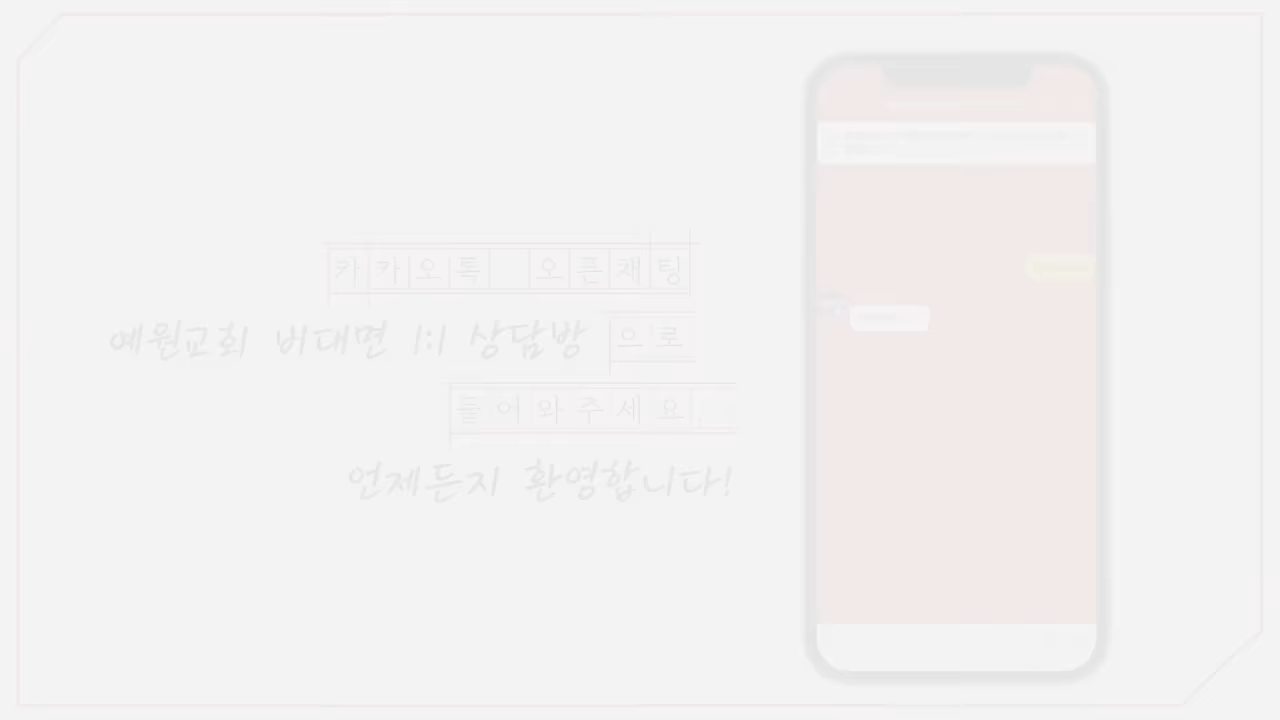 카카오톡 오픈채팅
예원교회 비대면 1:1 상담방 으로
들어와주세요.
언제든지 환영합니다!